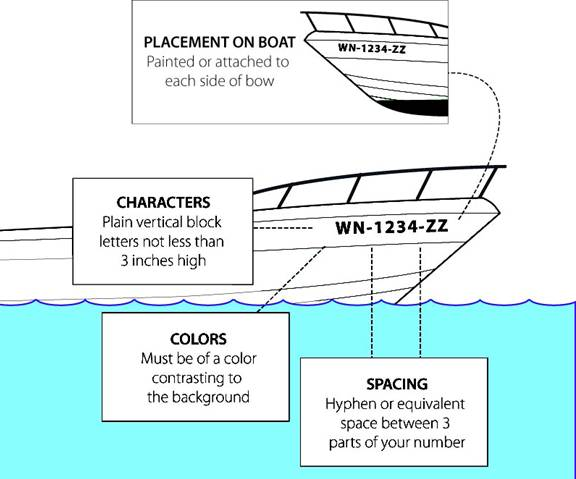 PLACEMENT ON BOAT
Painted or attached to
each side of bow
WN-1234-ZZ
CHARACTERS
Plain vertical block
letters not less than
3 inches high
WN-1234-ZZ
COLORS
Must be of a color
contrasting to
the background
SPACING
Hyphen or equivalent
space between 3
parts of your number